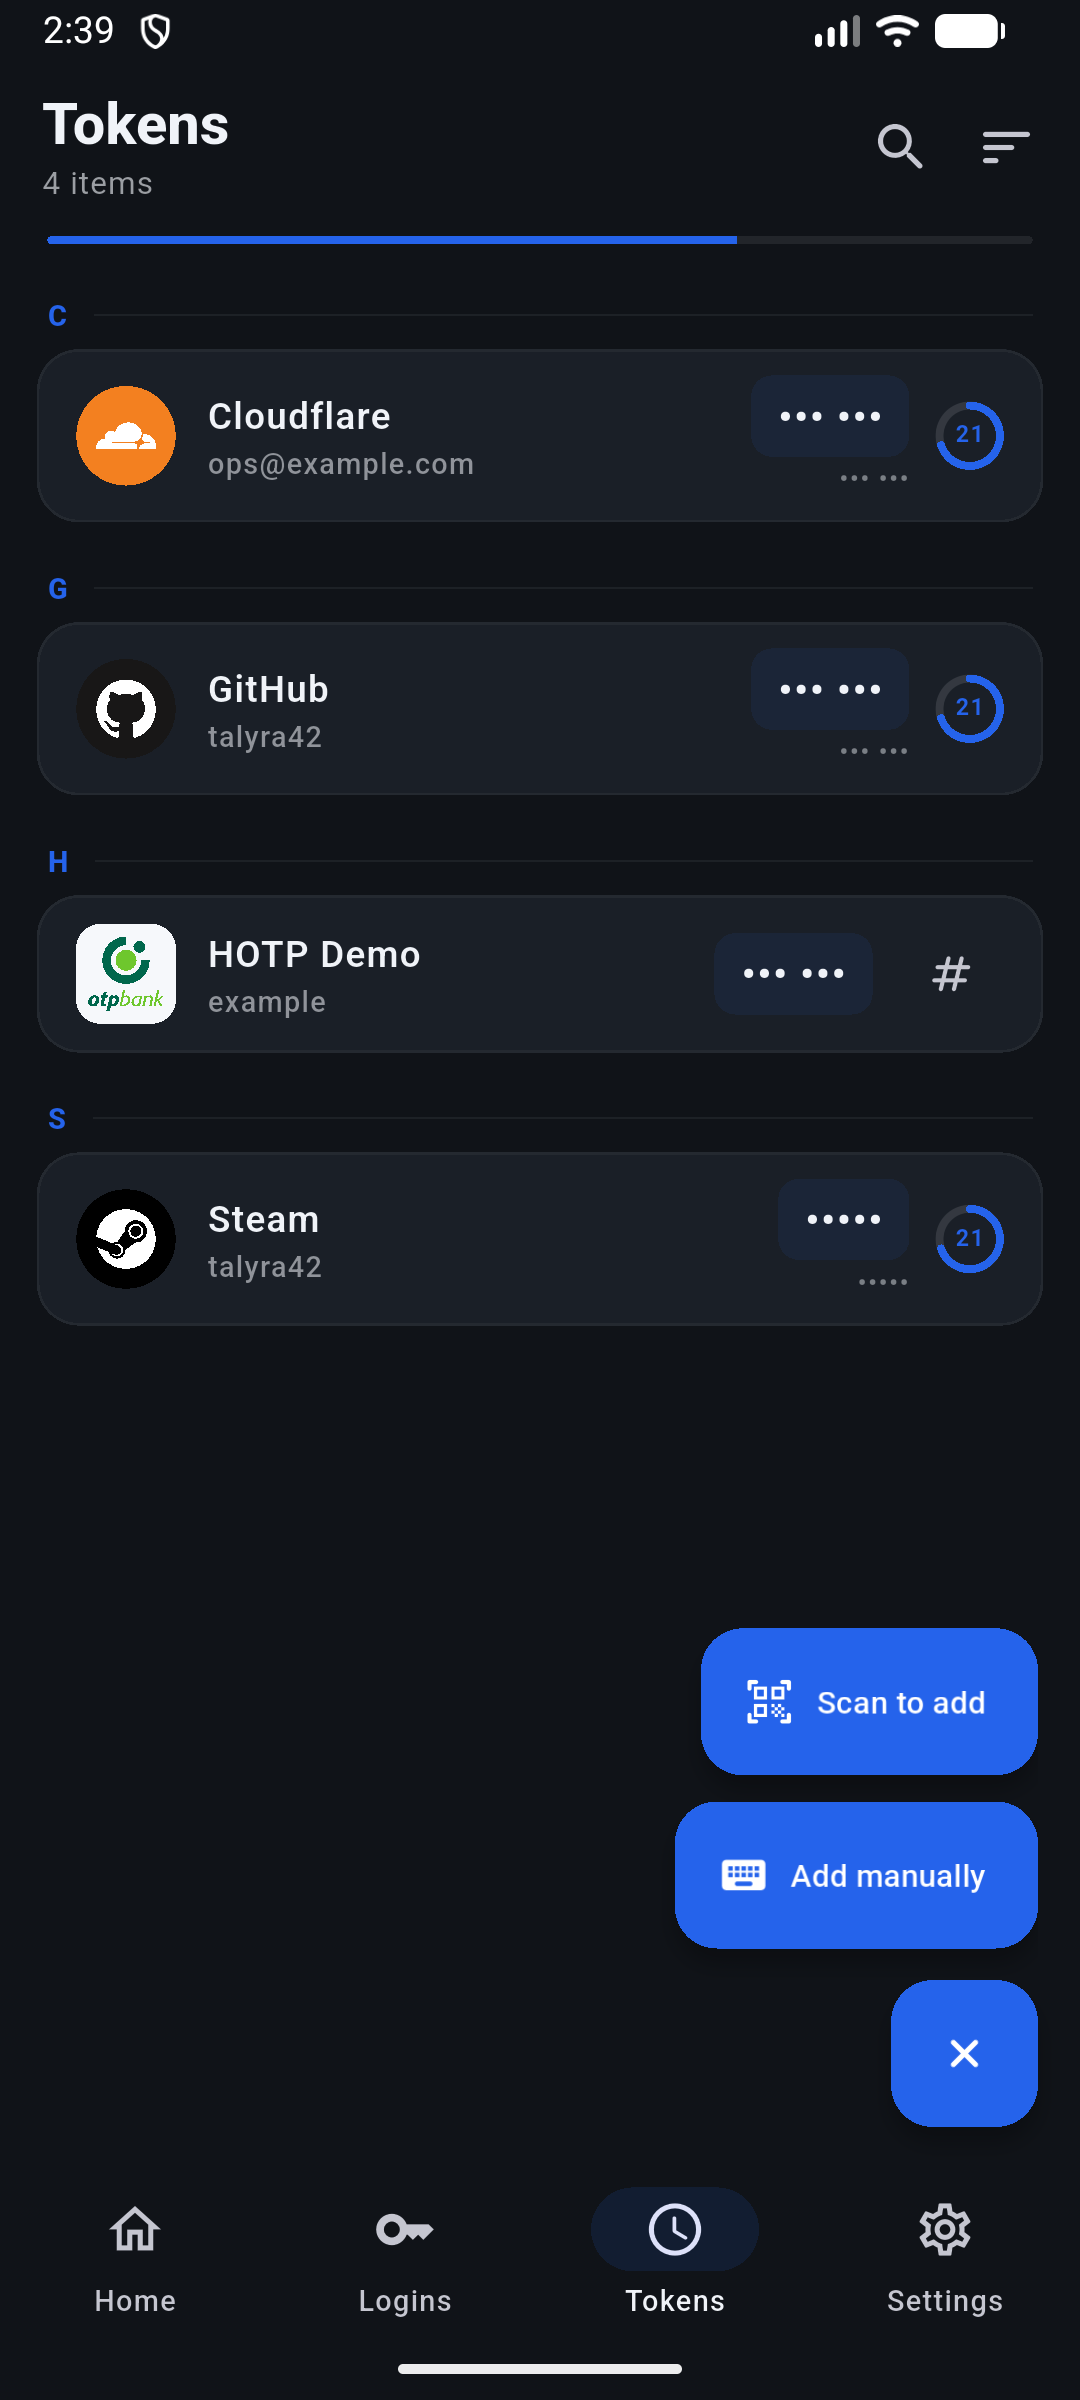 2:39
Tokens
4 items
C
Cloudflare
ops@example.com
••• •••
••• •••
21
G
GitHub
talyra42
••• •••
••• •••
21
H
otpbank
HOTP Demo
example
••• •••
#
S
Steam
talyra42
•••••
•••••
21
Scan to add
Add manually
Home
Logins
Tokens
Settings